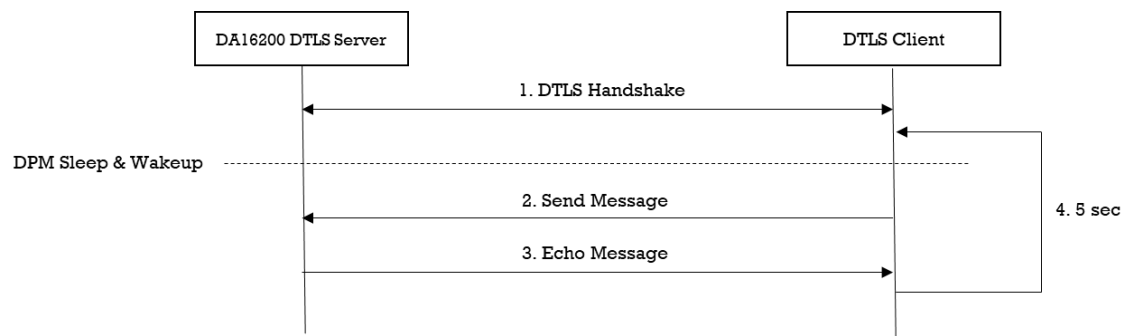 DA16200 DTLS Server
DTLS Client
1. DTLS Handshake
DPM Sleep & Wakeup
2. Send Message
4. 5 sec
3. Echo Message